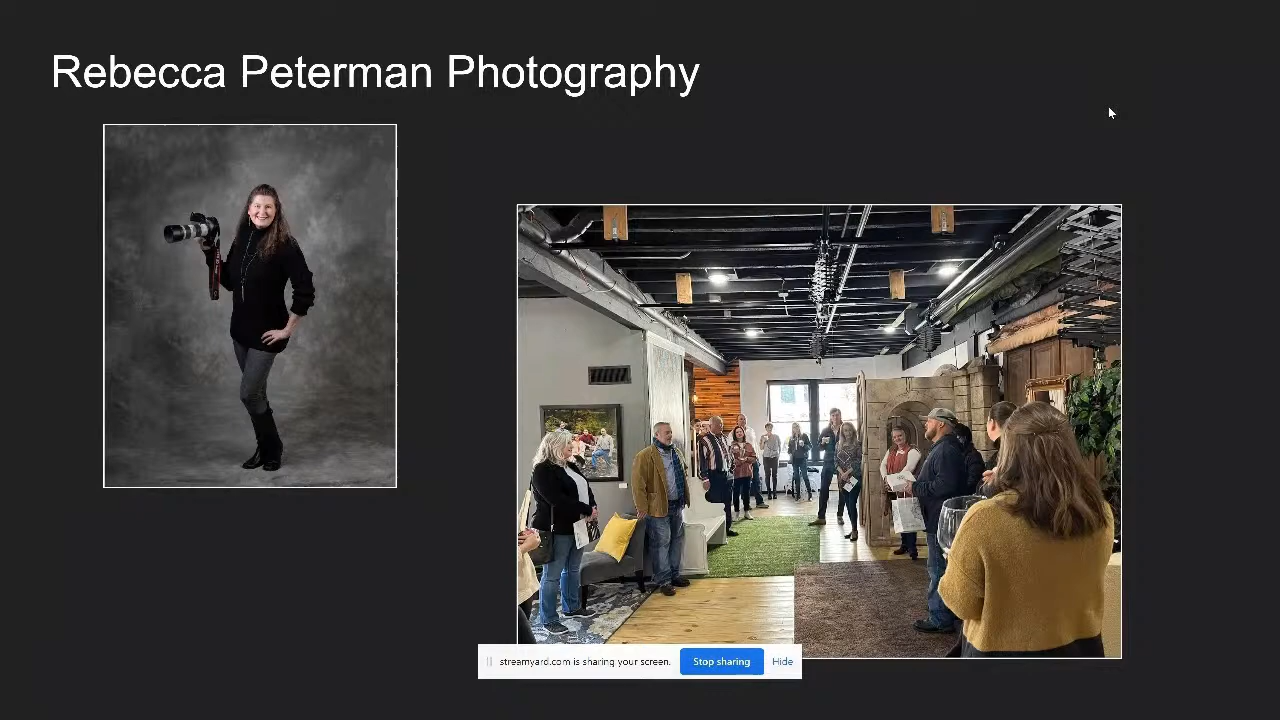 Rebecca Peterman Photography
streamyard.com is sharing your screen. Stop sharing Hide